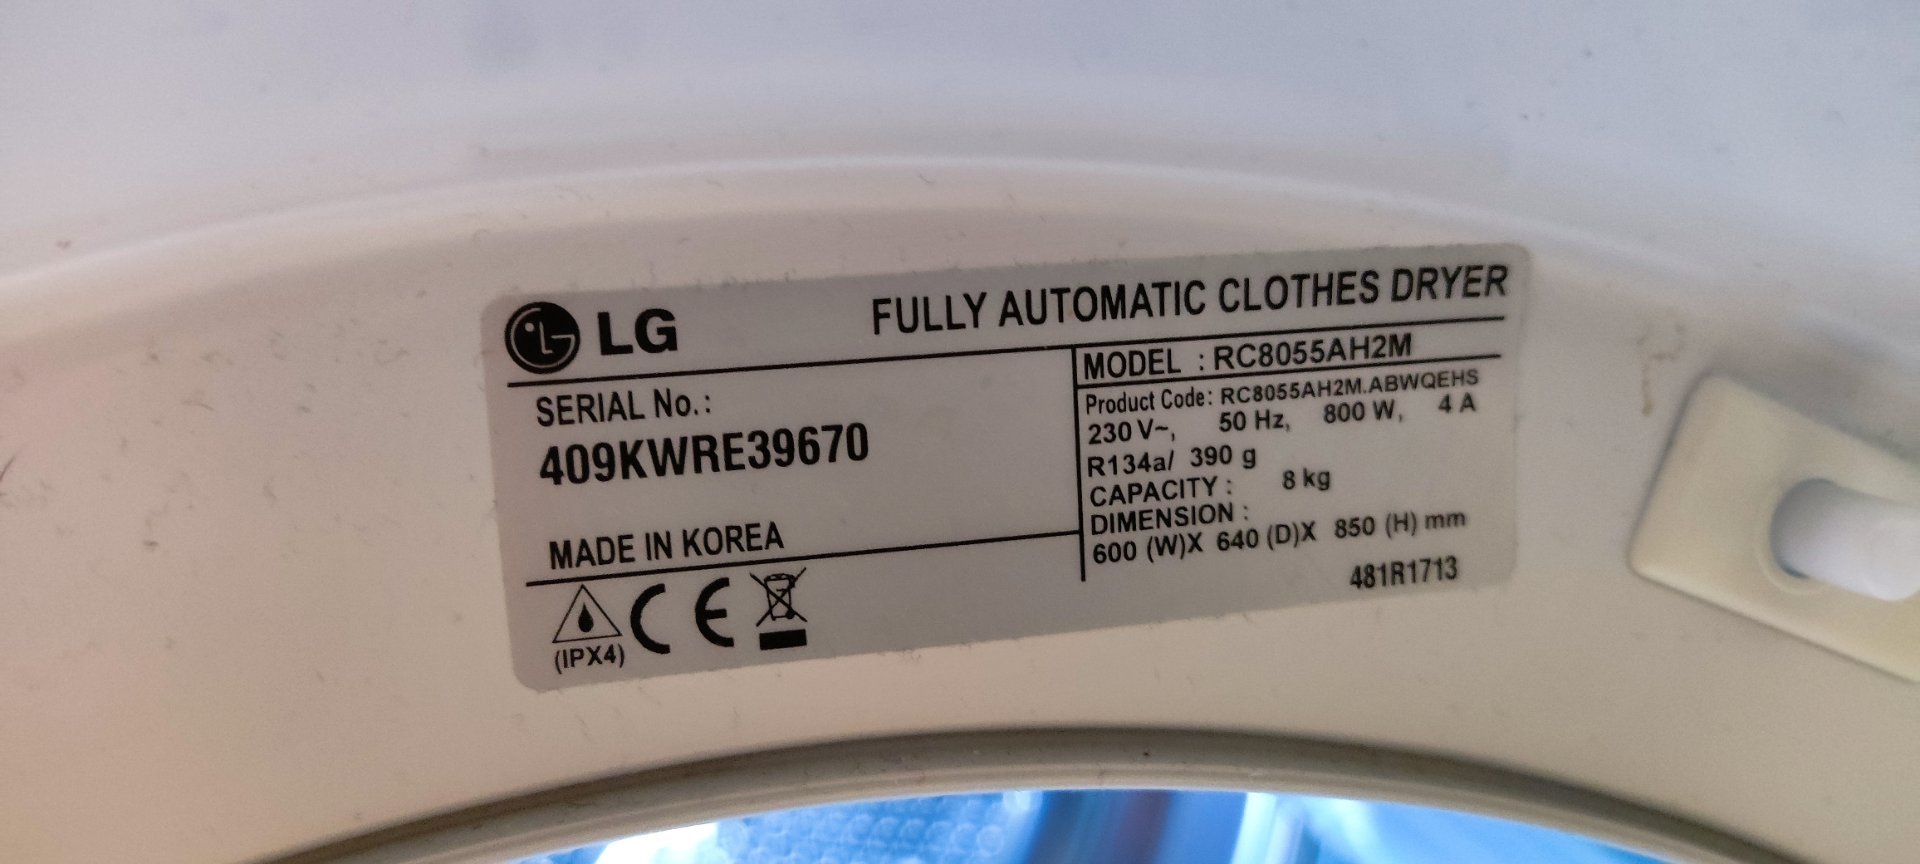 LG
FULLY AUTOMATIC CLOTHES DRYER
SERIAL No.:
409KWRE39670
MADE IN KOREA
(IPX4)
CE
MODEL : RC8055AH2M
Product Code: RC8055AH2M.ABWQEHS
230 V~, 50 Hz, 800 W, 4 A
R134a/ 390 g
CAPACITY : 8 kg
DIMENSION :
600 (W)X 640 (D)X 850 (H) mm
481R1713